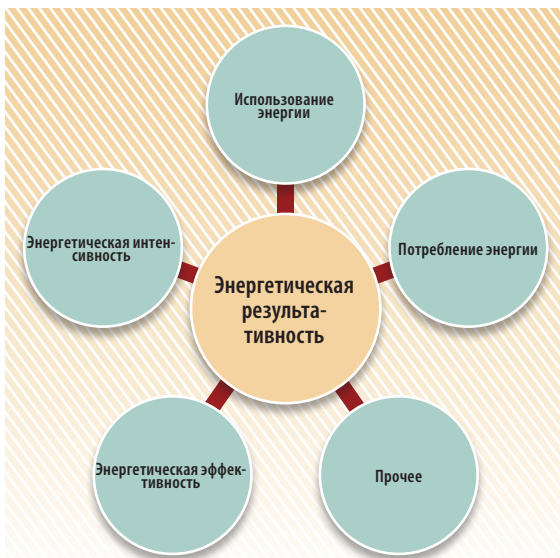 Использование
энергии
Энергетическая интен-
сивность
Потребление энергии
Энергетическая
результа-
тивность
Энергетическая эффек-
тивность
Прочее